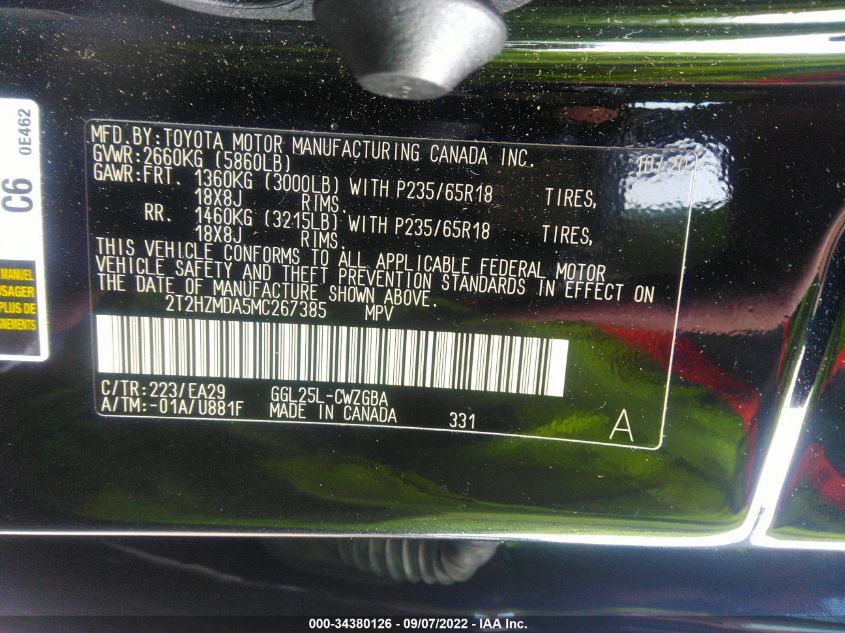 MFD.BY:TOYOTA MOTOR MANUFACTURING CANADA INC. 10/20
GVWR:2660KG (5860LB)
GAWR:FRT. 1360KG (3000LB) WITH P235/65R18 TIRES,
18X8J RIMS.
RR. 1460KG (3215LB) WITH P235/65R18 TIRES,
18X8J RIMS.
THIS VEHICLE CONFORMS TO ALL APPLICABLE FEDERAL MOTOR
VEHICLE SAFETY AND THEFT PREVENTION STANDARDS IN EFFECT ON
THE DATE OF MANUFACTURE SHOWN ABOVE.
2T2HZMDA5MC267385 MPV
C/TR:223/EA29 GGL25L-CWZGBA
A/TM:-01A/U881F MADE IN CANADA 331 A
C6 0E462
MANUEL
USAGER
PLUS DE
GNEMENTS
000-34380126 - 09/07/2022 - IAA Inc.